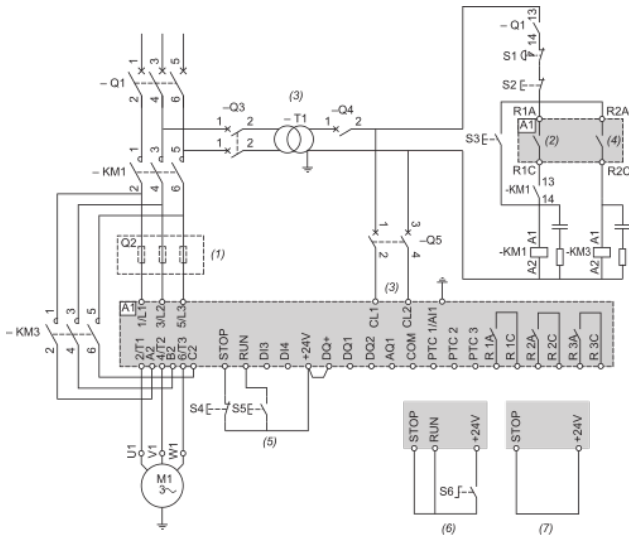 – Q1
1 3 5
2 4 6
–Q3
1 2
1 2
(3)
– T1
–Q4
1 2
– Q1
13
14
S1
13
14
S2
R1A R2A
A1
S3
(2) (4)
R1C R2C
-KM1
13
14
-KM1
A1
A2
-KM3
A1
A2
– KM1
1 3 5
2 4 6
Q2
(1)
1 3
2 4
–Q5
(3)
– KM3
1 3 5
2 4 6
A1
1/L1 3/L2 5/L3 CL1 CL2 PTC 1/AI1
2/T1 A2 4/T2 B2 6/T3 C2 STOP RUN DI3 DI4 +24V DQ+ DQ1 DQ2 AQ1 COM PTC 2 PTC 3 R 1A R 1C R 2A R 2C R 3A R 3C
S4 S5
(5)
U1 V1 W1
M1
3~
STOP RUN +24V
S6
(6)
STOP +24V
(7)